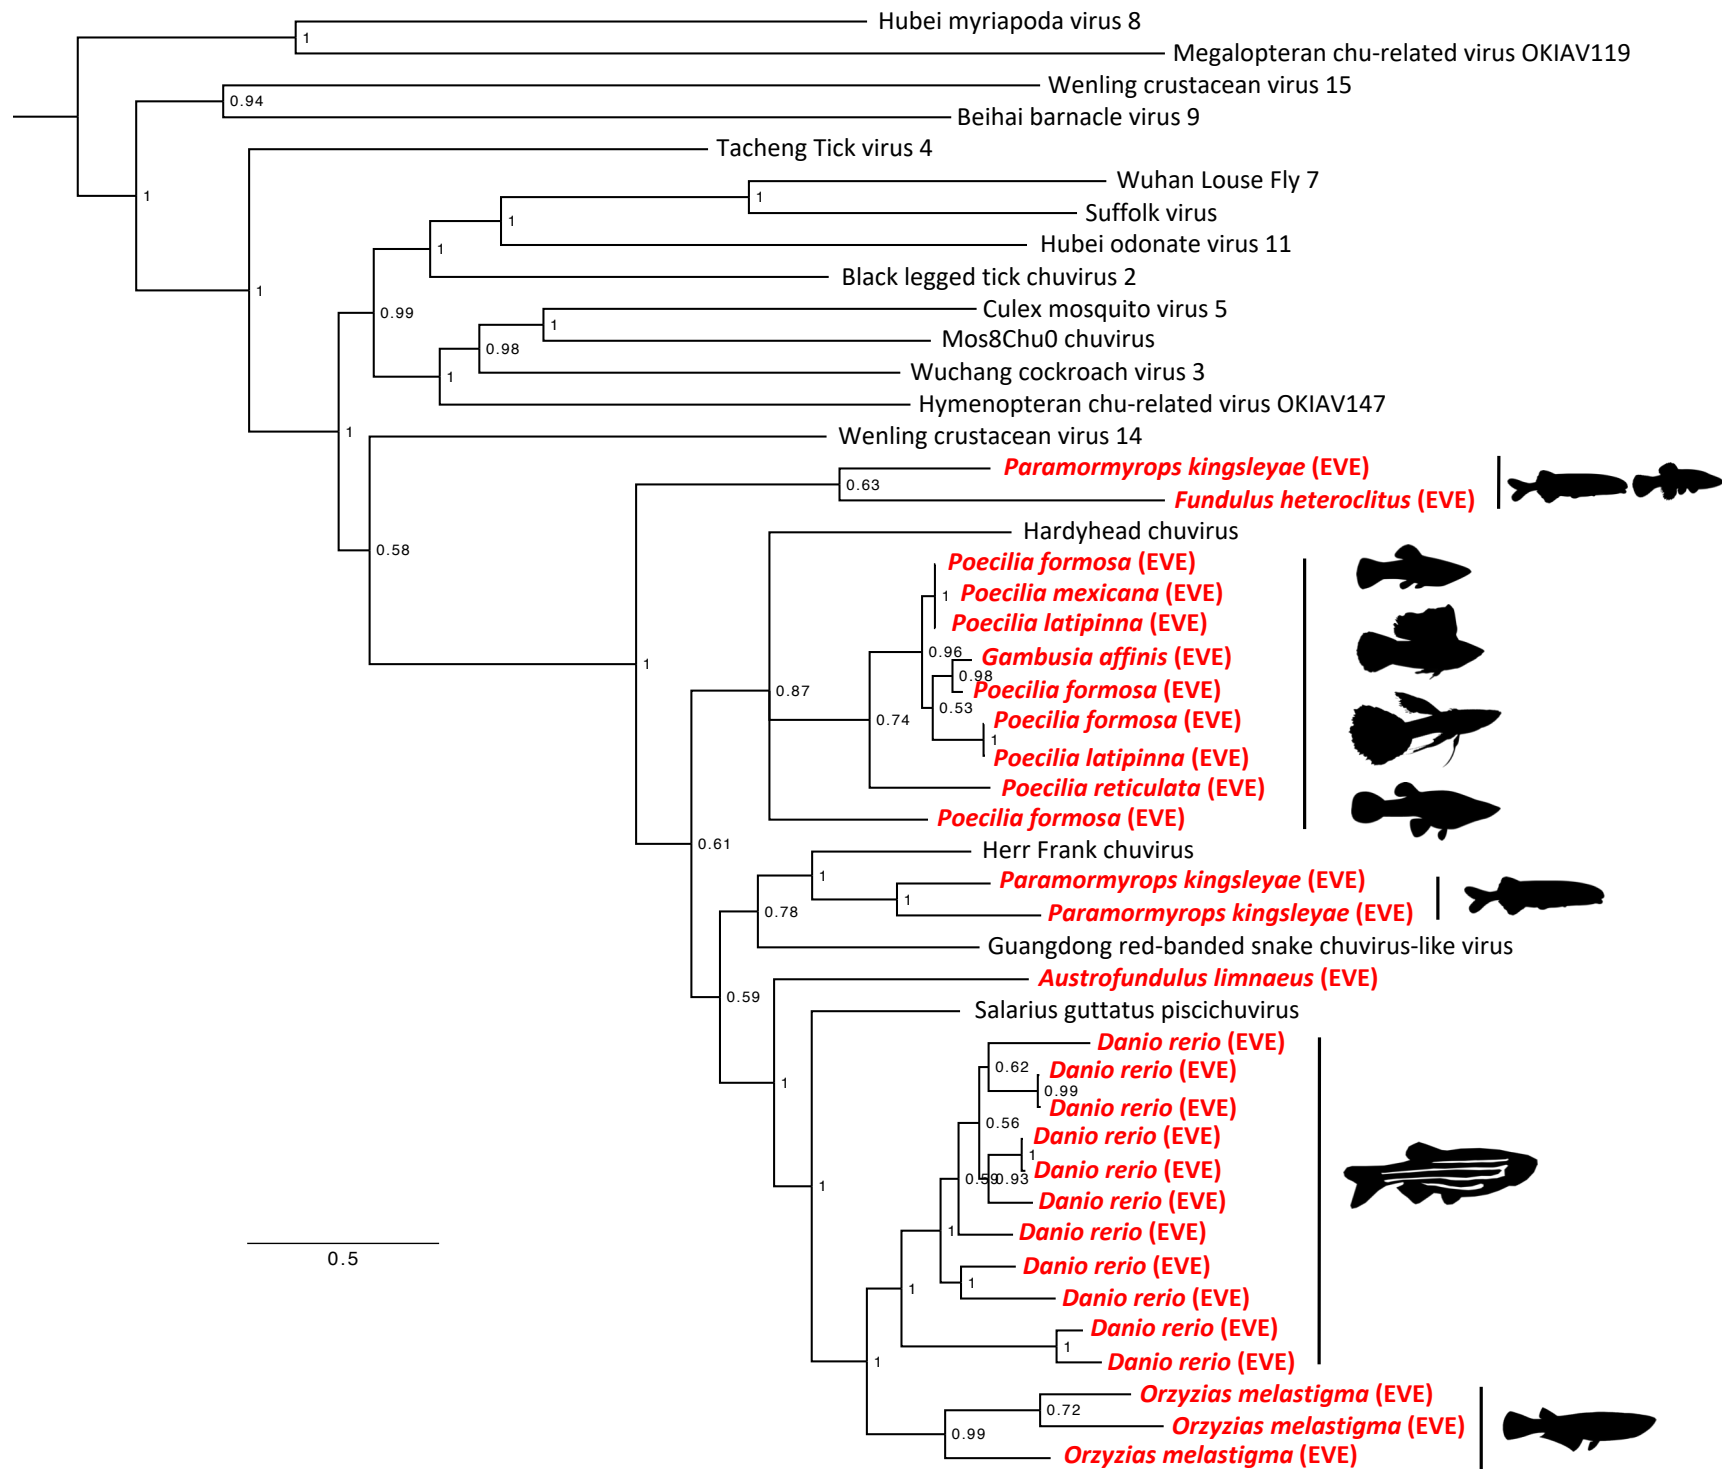 Hubei myriapoda virus 8
1
Megalopteran chu-related virus OKIAV119
Wenling crustacean virus 15
0.94
Beihai barnacle virus 9
Tacheng Tick virus 4
Wuhan Louse Fly 7
1
1
Suffolk virus
1
Hubei odonate virus 11
1
Black legged tick chuvirus 2
1
Culex mosquito virus 5
0.99
1
Mos8Chu0 chuvirus
0.98
Wuchang cockroach virus 3
1
Hymenopteran chu-related virus OKIAV147
1
Wenling crustacean virus 14
Paramormyrops kingsleyae (EVE)
0.63
Fundulus heteroclitus (EVE)
Hardyhead chuvirus
0.58
Poecilia formosa (EVE)
Poecilia mexicana (EVE)
1
Poecilia latipinna (EVE)
0.96
Gambusia affinis (EVE)
1
0.98
0.87
Poecilia formosa (EVE)
0.53
0.74
Poecilia formosa (EVE)
1
Poecilia latipinna (EVE)
Poecilia reticulata (EVE)
Poecilia formosa (EVE)
0.61
Herr Frank chuvirus
1
Paramormyrops kingsleyae (EVE)
1
0.78
Paramormyrops kingsleyae (EVE)
Guangdong red-banded snake chuvirus-like virus
Austrofundulus limnaeus (EVE)
0.59
Salarius guttatus piscichuvirus
Danio rerio (EVE)
0.62
Danio rerio (EVE)
1
0.99
Danio rerio (EVE)
0.56
Danio rerio (EVE)
1
Danio rerio (EVE)
0.59
0.93
1
Danio rerio (EVE)
1
Danio rerio (EVE)
0.5
Danio rerio (EVE)
1
1
Danio rerio (EVE)
Danio rerio (EVE)
1
1
Danio rerio (EVE)
Orzyzias melastigma (EVE)
0.72
Orzyzias melastigma (EVE)
0.99
Orzyzias melastigma (EVE)